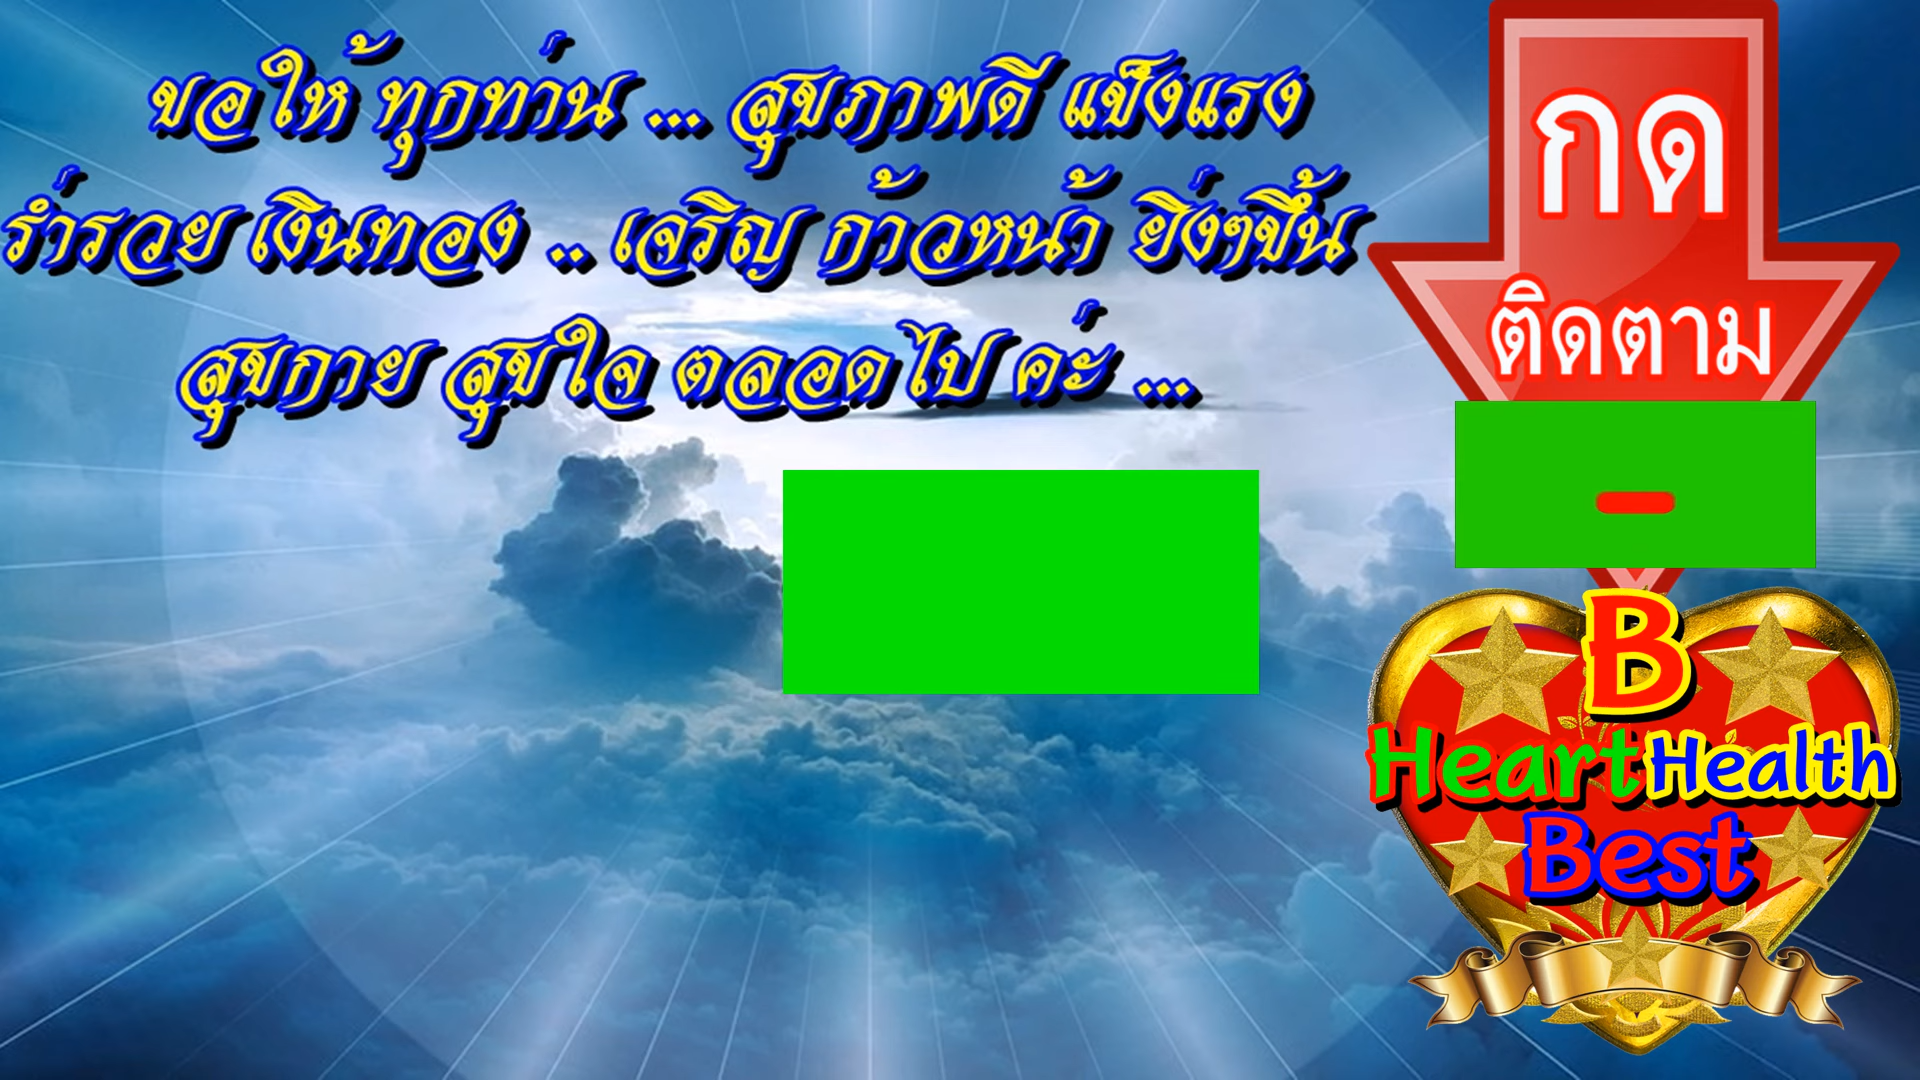 ขอให้ ทุกท่าน ... สุขภาพดี แข็งแรง
ร่ำรวย เงินทอง .. เจริญ ก้าวหน้า ยิ่งๆขึ้น
สุขกาย สุขใจ ตลอดไป ค่ะ ...
กด
ติดตาม
B
Heart Health
Best